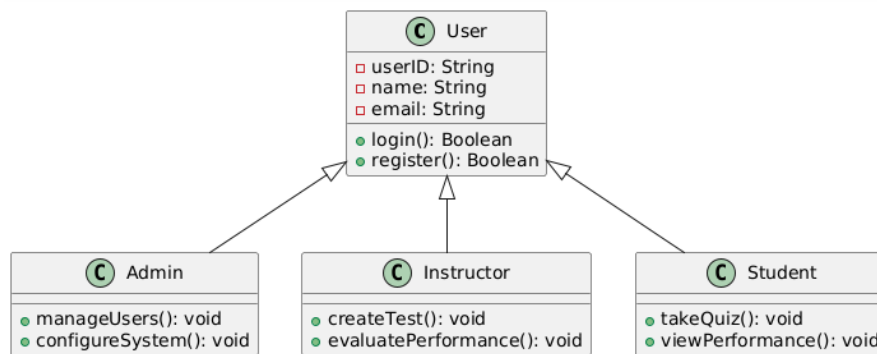 C User
userID: String
name: String
email: String
login(): Boolean
register(): Boolean
C Admin
manageUsers(): void
configureSystem(): void
C Instructor
createTest(): void
evaluatePerformance(): void
C Student
takeQuiz(): void
viewPerformance(): void